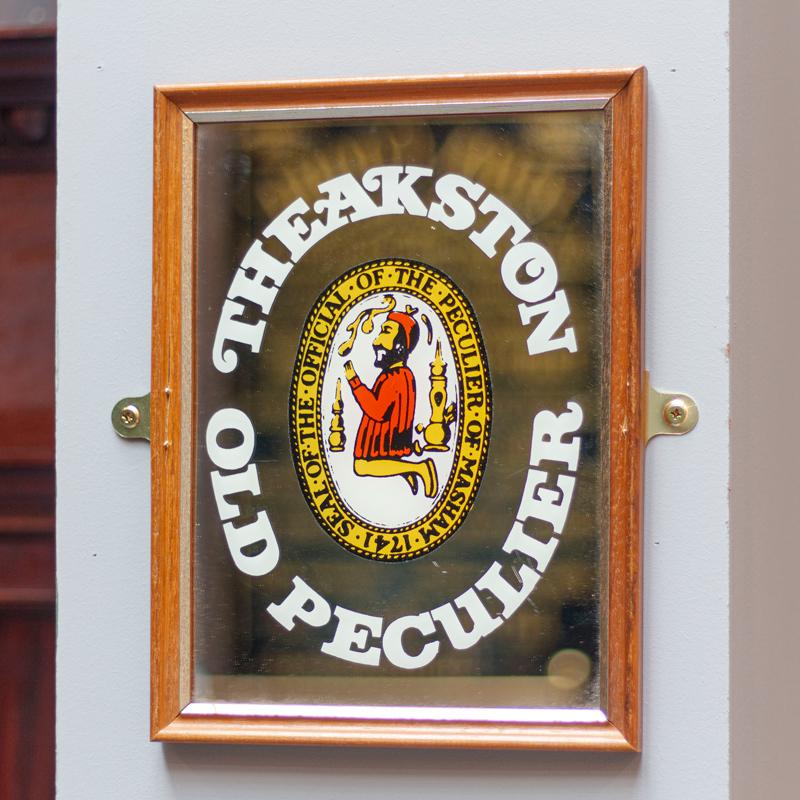 THEAKSTON
OLD PECULIER
SEAL·OF·THE·OFFICIAL·OF·THE·PECULIER·OF·MASHAM·1741